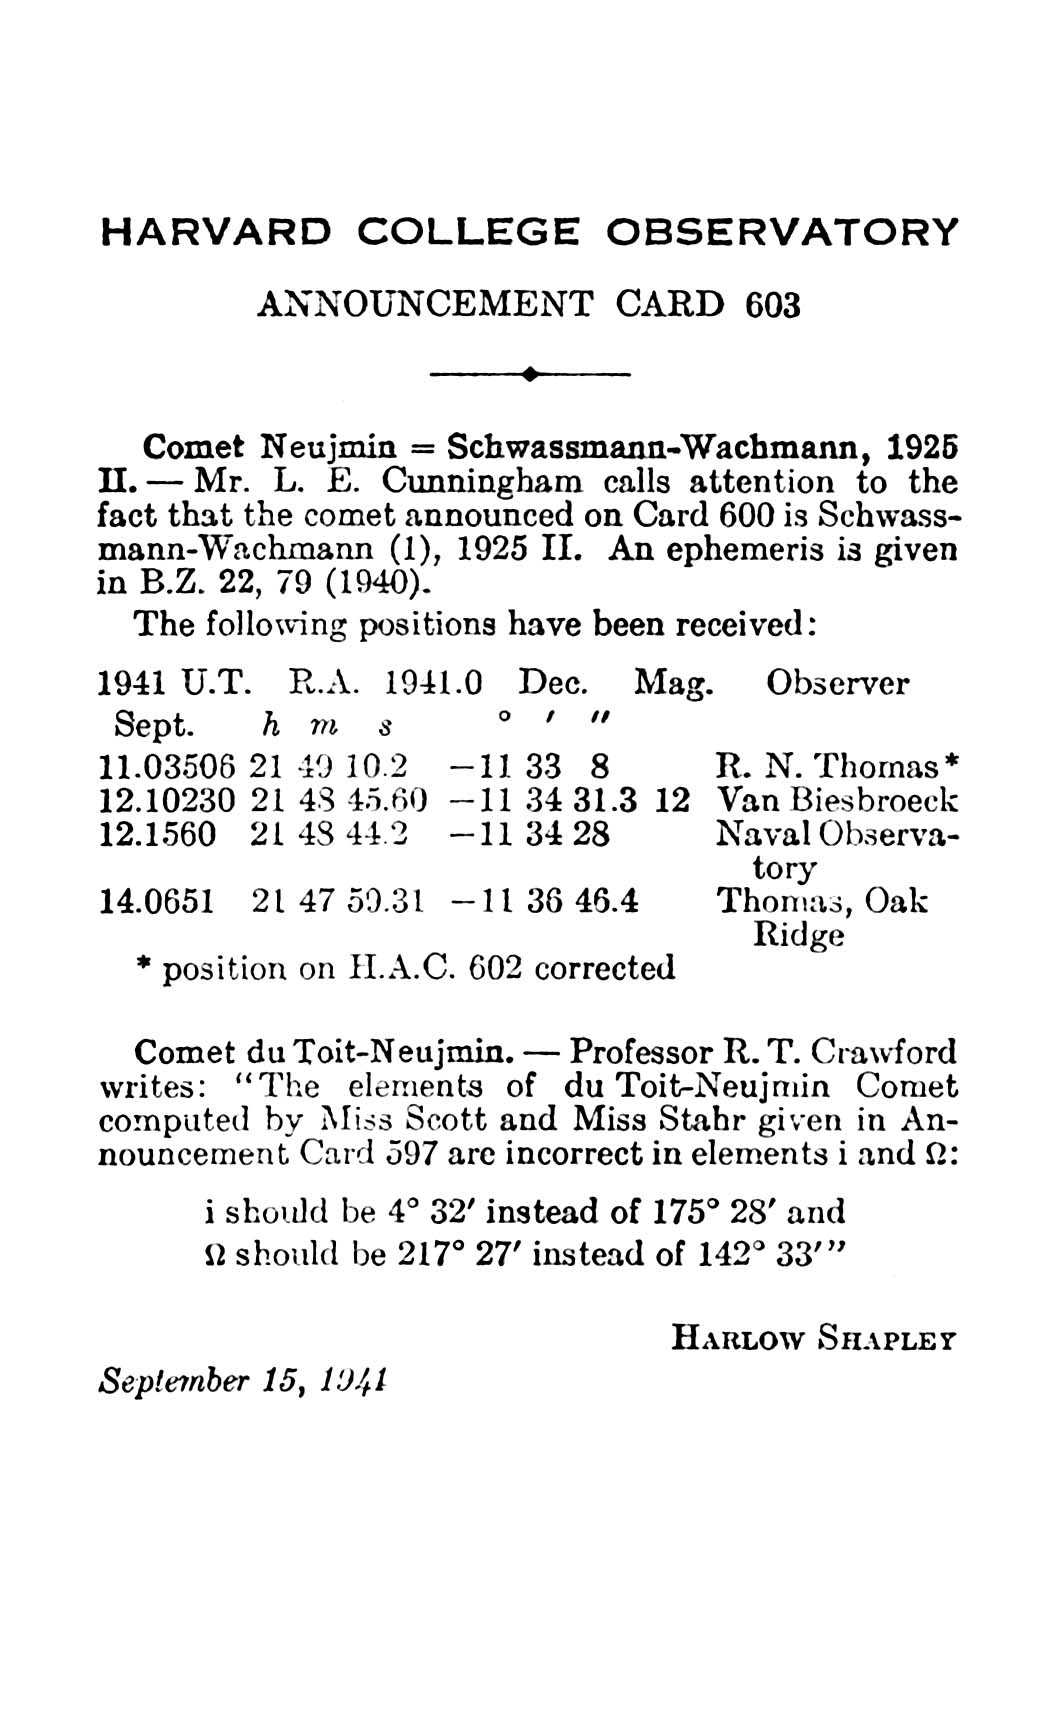 HARVARD COLLEGE OBSERVATORY
ANNOUNCEMENT CARD 603
Comet Neujmin = Schwassmann-Wachmann, 1925
II. — Mr. L. E. Cunningham calls attention to the
fact that the comet announced on Card 600 is Schwass-
mann-Wachmann (1), 1925 II. An ephemeris is given
in B.Z. 22, 79 (1940).
The following positions have been received:
1941 U.T. R.A. 1941.0 Dec. Mag. Observer
Sept. h m s ° ′ ″
11.03506 21 49 10.2 −11 33 8 R. N. Thomas*
12.10230 21 48 45.60 −11 34 31.3 12 Van Biesbroeck
12.1560 21 48 44.2 −11 34 28 Naval Observa-
tory
14.0651 21 47 59.31 −11 36 46.4 Thomas, Oak
Ridge
* position on H.A.C. 602 corrected
Comet du Toit-Neujmin. — Professor R. T. Crawford
writes: “The elements of du Toit-Neujmin Comet
computed by Miss Scott and Miss Stahr given in An-
nouncement Card 597 are incorrect in elements i and Ω:
i should be 4° 32′ instead of 175° 28′ and
Ω should be 217° 27′ instead of 142° 33′”
HARLOW SHAPLEY
September 15, 1941